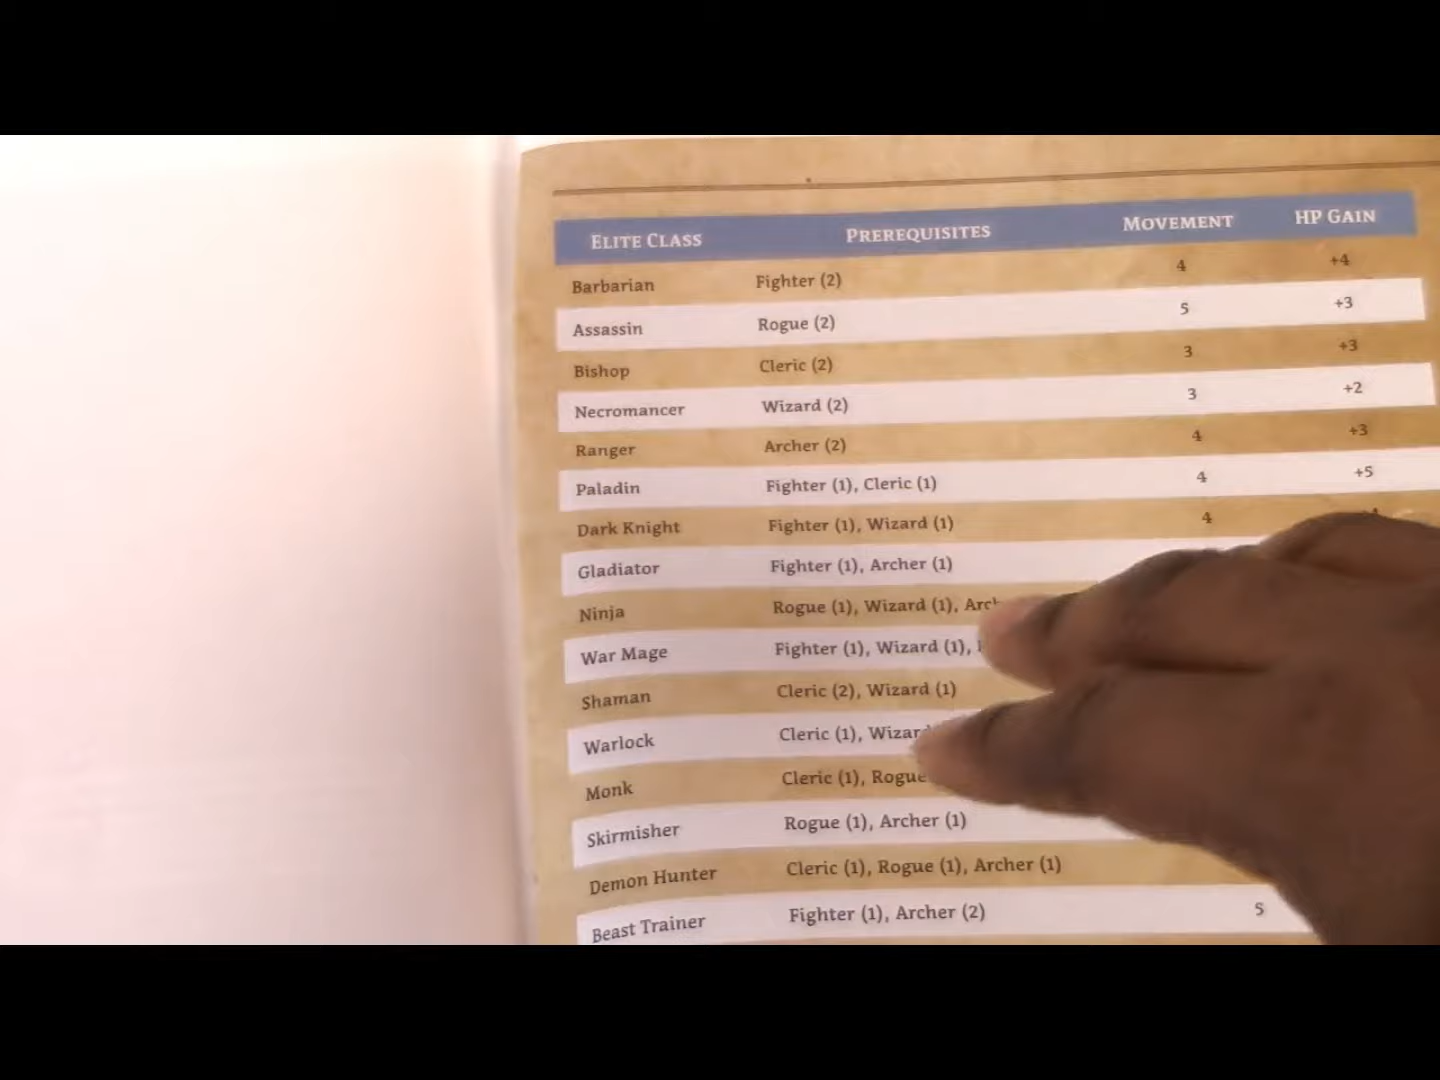 Elite Class Prerequisites Movement HP Gain
Barbarian Fighter (2) 4 +4
Assassin Rogue (2) 5 +3
Bishop Cleric (2) 3 +3
Necromancer Wizard (2) 3 +2
Ranger Archer (2) 4 +3
Paladin Fighter (1), Cleric (1) 4 +5
Dark Knight Fighter (1), Wizard (1) 4
Gladiator Fighter (1), Archer (1)
Ninja Rogue (1), Wizard (1),
War Mage Fighter (1), Wizard (1),
Shaman Cleric (2), Wizard (1)
Warlock Cleric (1),
Monk Cleric (1), Rogue
Skirmisher Rogue (1), Archer (1)
Demon Hunter Cleric (1), Rogue (1), Archer (1)
Beast Trainer Fighter (1), Archer (2) 5